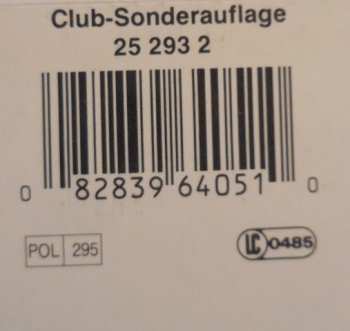 Club-Sonderauflage
25 293 2
0 82839 64051 0
POL 295 LC 0485